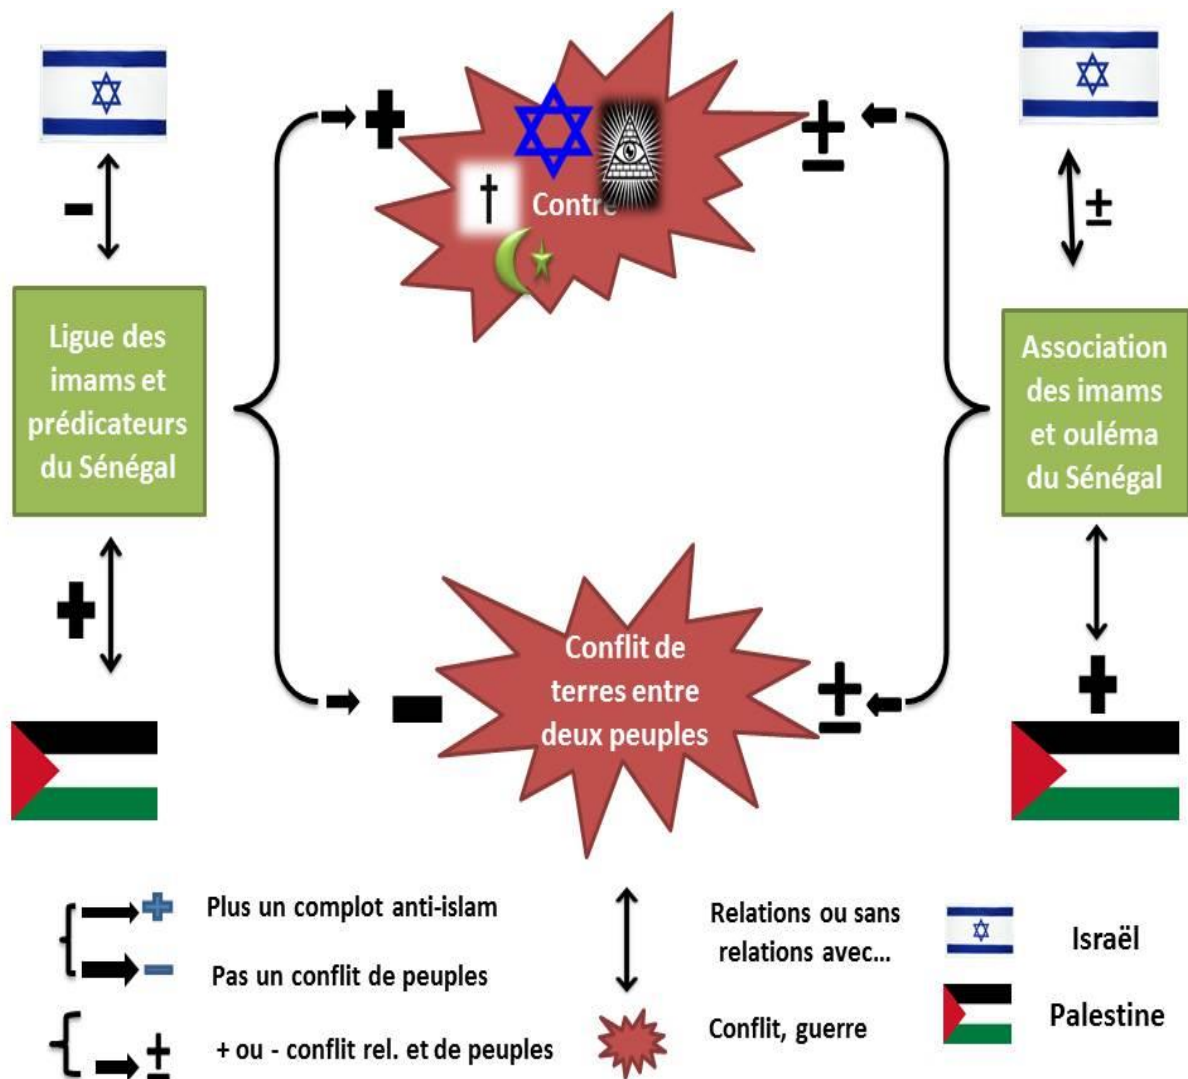 Contre
Ligue des
imams et
prédicateurs
du Sénégal
Association
des imams
et ouléma
du Sénégal
Conflit de
terres entre
deux peuples
Plus un complot anti-islam
Pas un conflit de peuples
+ ou - conflit rel. et de peuples
Relations ou sans
relations avec...
Conflit, guerre
Israël
Palestine